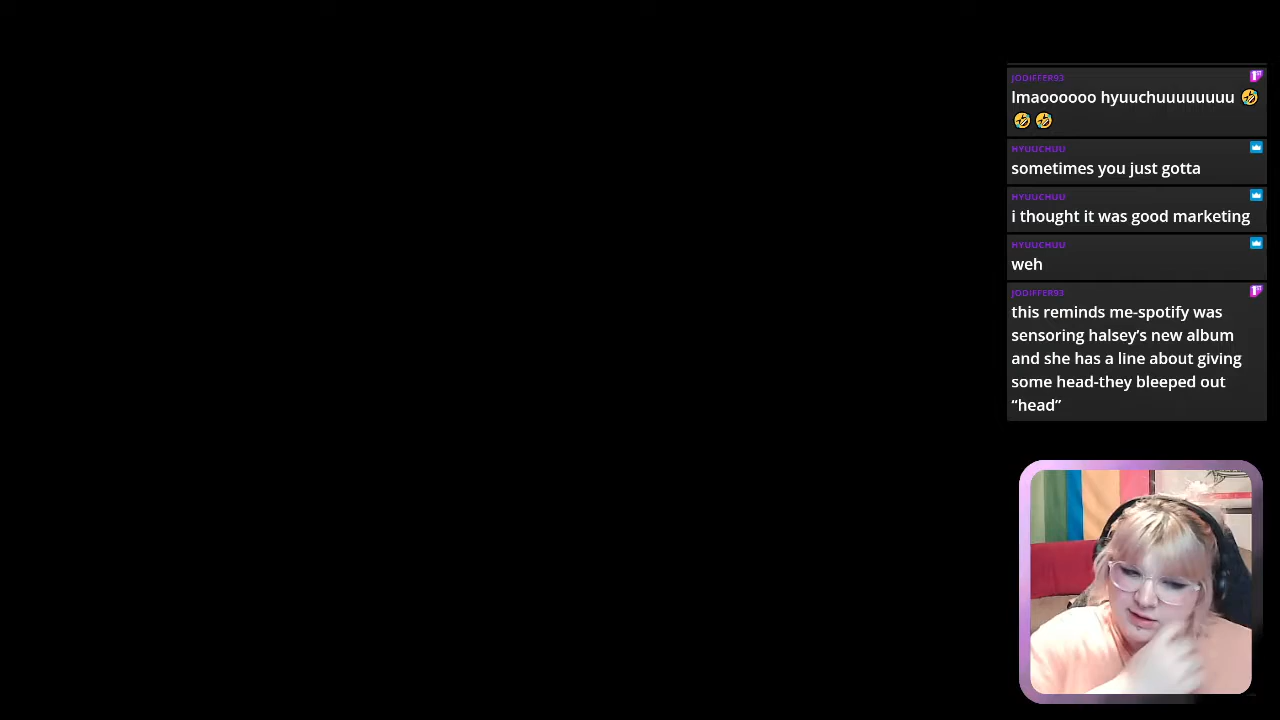 JODIFFER93
lmaoooooo hyuuchuuuuuuuu 🤣
🤣 🤣
HYUUCHUU
sometimes you just gotta
HYUUCHUU
i thought it was good marketing
HYUUCHUU
weh
JODIFFER93
this reminds me-spotify was
sensoring halsey’s new album
and she has a line about giving
some head-they bleeped out
“head”